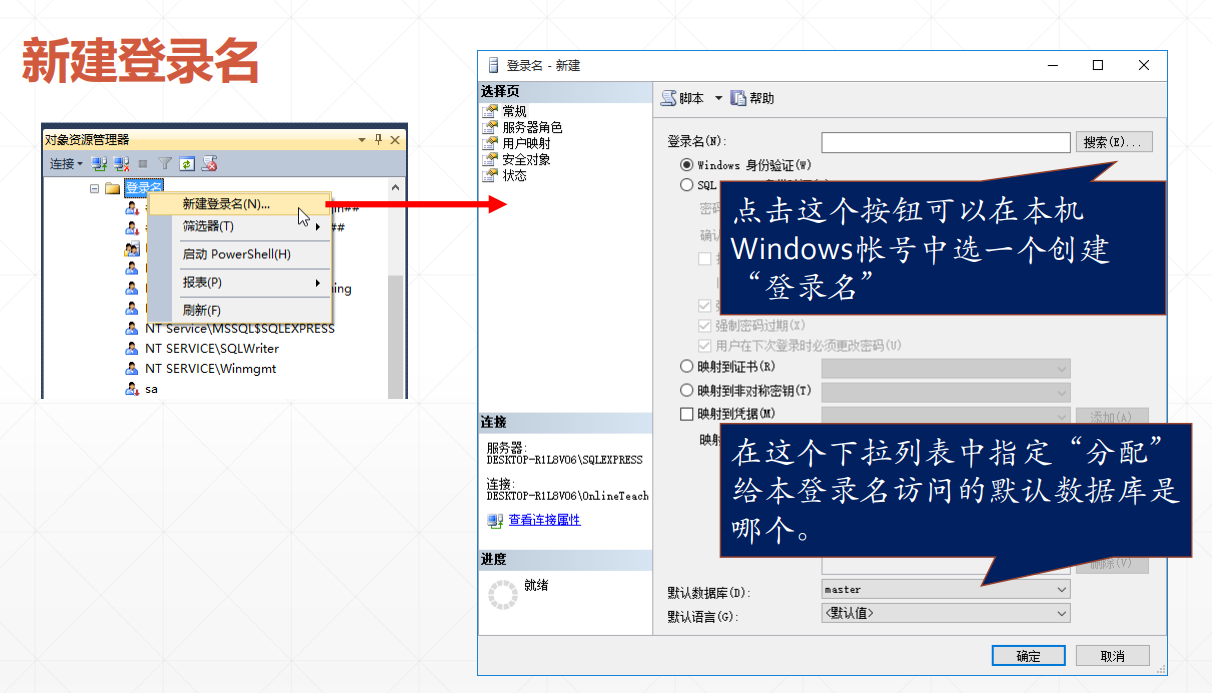 新建登录名
对象资源管理器
连接
登录名
新建登录名(N)...
筛选器(T)
##
启动 PowerShell(H)
报表(P)
ing
刷新(F)
NT Service\MSSQL$SQLEXPRESS
NT SERVICE\SQLWriter
NT SERVICE\Winmgmt
sa
登录名 - 新建
选择页
常规
服务器角色
用户映射
安全对象
状态
连接
服务器:
DESKTOP-R1L8VO6\SQLEXPRESS
连接:
DESKTOP-R1L8VO6\OnlineTeach
查看连接属性
进度
就绪
脚本
帮助
登录名(N):
搜索(E)...
Windows 身份验证(W)
SQL
点击这个按钮可以在本机
Windows帐号中选一个创建
“登录名”
强制密码过期(X)
用户在下次登录时必须更改密码(U)
映射到证书(R)
映射到非对称密钥(T)
映射到凭据(M)
添加(A)
映射
在这个下拉列表中指定“分配”
给本登录名访问的默认数据库是
哪个。
删除(V)
默认数据库(D):
master
默认语言(G):
<默认值>
确定
取消